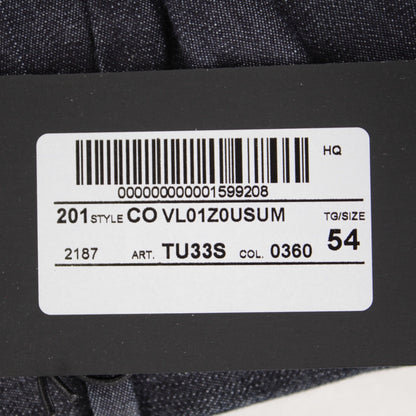 HQ
000000000001599208
201 STYLE CO VL01Z0USUM TG/SIZE
2187 ART. TU33S COL. 0360 54